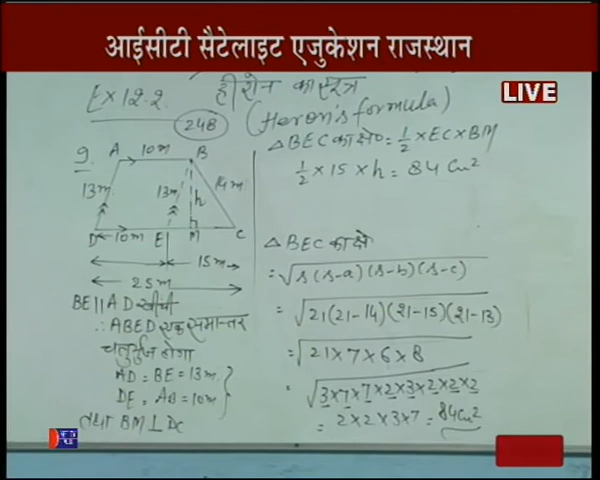 आईसीटी सैटेलाइट एजुकेशन राजस्थान
LIVE
Ex 12.2
हीरोन का सूत्र
(Heron's formula)
248
9.
A 10m B
13m 13m h 14m
D 10m E M C
15m
25m
BE || AD खींची
∴ ABED एक समान्तर
चतुर्भुज होगा
AD = BE = 13m
DE = AB = 10m
तथा BM ⊥ DC
△BEC का क्षे० = 1/2 × EC × BM
1/2 × 15 × h = 84 cm²
△BEC का क्षे
= √s(s-a)(s-b)(s-c)
= √21(21-14)(21-15)(21-13)
= √21×7×6×8
= √3×7×7×2×3×2×2×2
= 2×2×3×7 = 84cm²